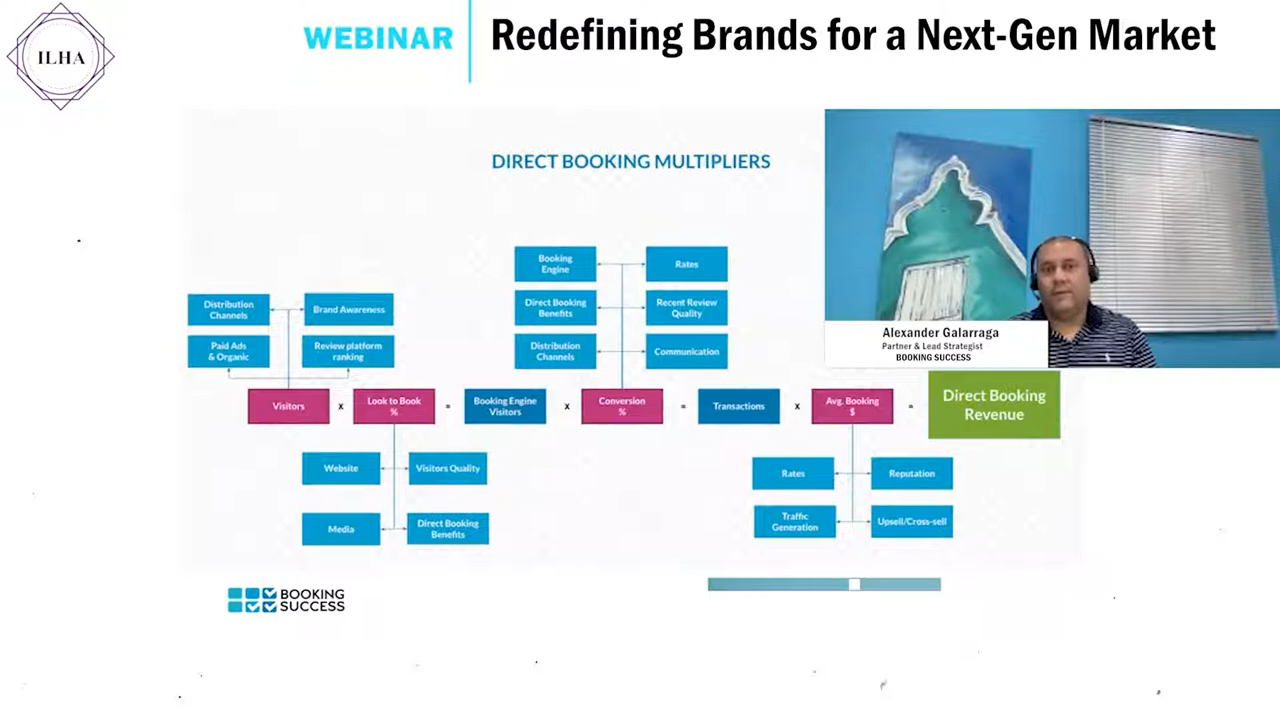 ILHA
WEBINAR
Redefining Brands for a Next-Gen Market
DIRECT BOOKING MULTIPLIERS
Alexander Galarraga
Partner & Lead Strategist
BOOKING SUCCESS
Distribution
Channels
Brand Awareness
Paid Ads
& Organic
Review platform
ranking
Booking
Engine
Rates
Direct Booking
Benefits
Recent Review
Quality
Distribution
Channels
Communication
Visitors
x
Look to Book
%
=
Booking Engine
Visitors
x
Conversion
%
=
Transactions
x
Avg. Booking
$
=
Direct Booking
Revenue
Website
Visitors Quality
Media
Direct Booking
Benefits
Rates
Reputation
Traffic
Generation
Upsell/Cross-sell
BOOKING
SUCCESS